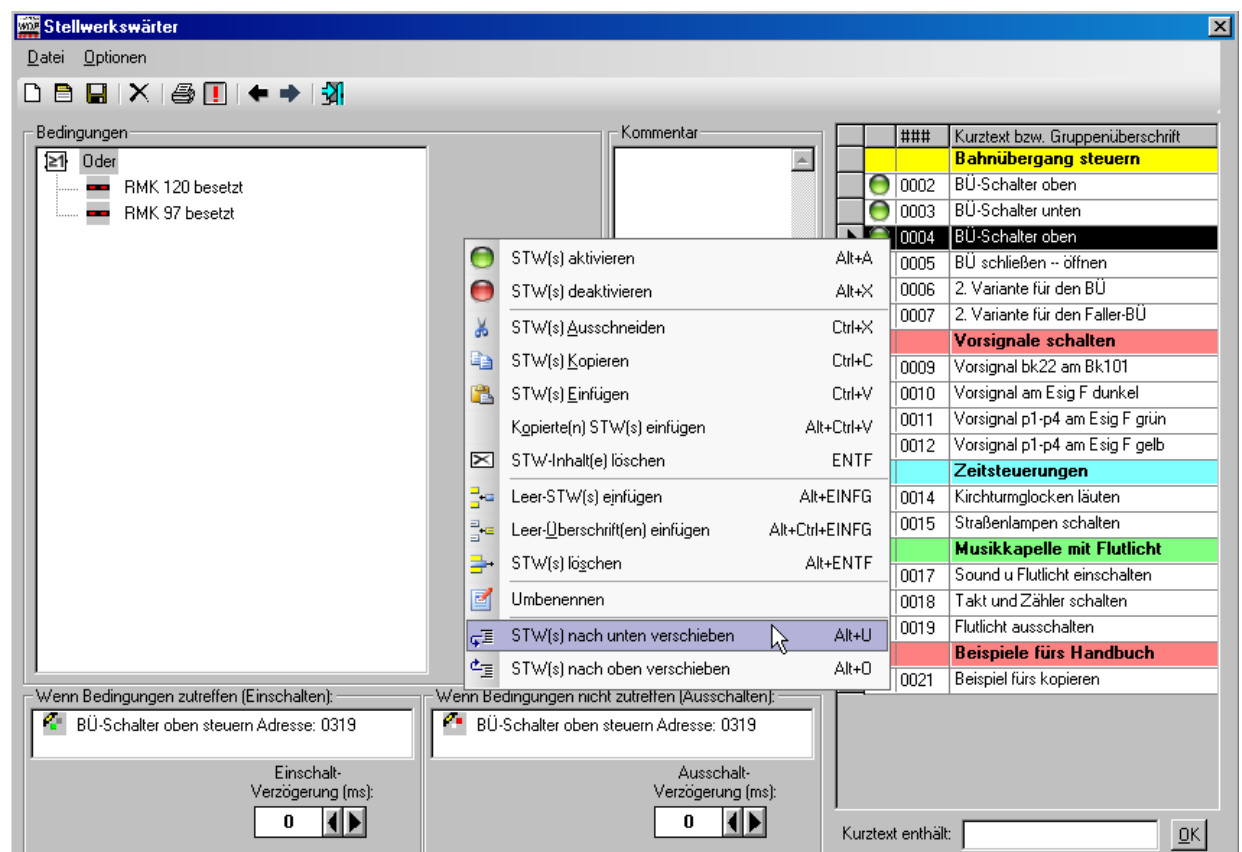 Stellwerkswärter
Datei Optionen
Bedingungen
Oder
RMK 120 besetzt
RMK 97 besetzt
Kommentar
### Kurztext bzw. Gruppenüberschrift
Bahnübergang steuern
0002 BÜ-Schalter oben
0003 BÜ-Schalter unten
0004 BÜ-Schalter oben
0005 BÜ schließen -- öffnen
0006 2. Variante für den BÜ
0007 2. Variante für den Faller-BÜ
Vorsignale schalten
0009 Vorsignal bk22 am Bk101
0010 Vorsignal am Esig F dunkel
0011 Vorsignal p1-p4 am Esig F grün
0012 Vorsignal p1-p4 am Esig F gelb
Zeitsteuerungen
0014 Kirchturmglocken läuten
0015 Straßenlampen schalten
Musikkapelle mit Flutlicht
0017 Sound u Flutlicht einschalten
0018 Takt und Zähler schalten
0019 Flutlicht ausschalten
Beispiele fürs Handbuch
0021 Beispiel fürs kopieren
STW(s) aktivieren Alt+A
STW(s) deaktivieren Alt+X
STW(s) Ausschneiden Ctrl+X
STW(s) Kopieren Ctrl+C
STW(s) Einfügen Ctrl+V
Kopierte(n) STW(s) einfügen Alt+Ctrl+V
STW-Inhalt(e) löschen ENTF
Leer-STW(s) einfügen Alt+EINFG
Leer-Überschrift(en) einfügen Alt+Ctrl+EINFG
STW(s) löschen Alt+ENTF
Umbenennen
STW(s) nach unten verschieben Alt+U
STW(s) nach oben verschieben Alt+O
Wenn Bedingungen zutreffen (Einschalten):
BÜ-Schalter oben steuern Adresse: 0319
Einschalt-
Verzögerung (ms):
0
Wenn Bedingungen nicht zutreffen (Ausschalten):
BÜ-Schalter oben steuern Adresse: 0319
Ausschalt-
Verzögerung (ms):
0
Kurztext enthält: OK